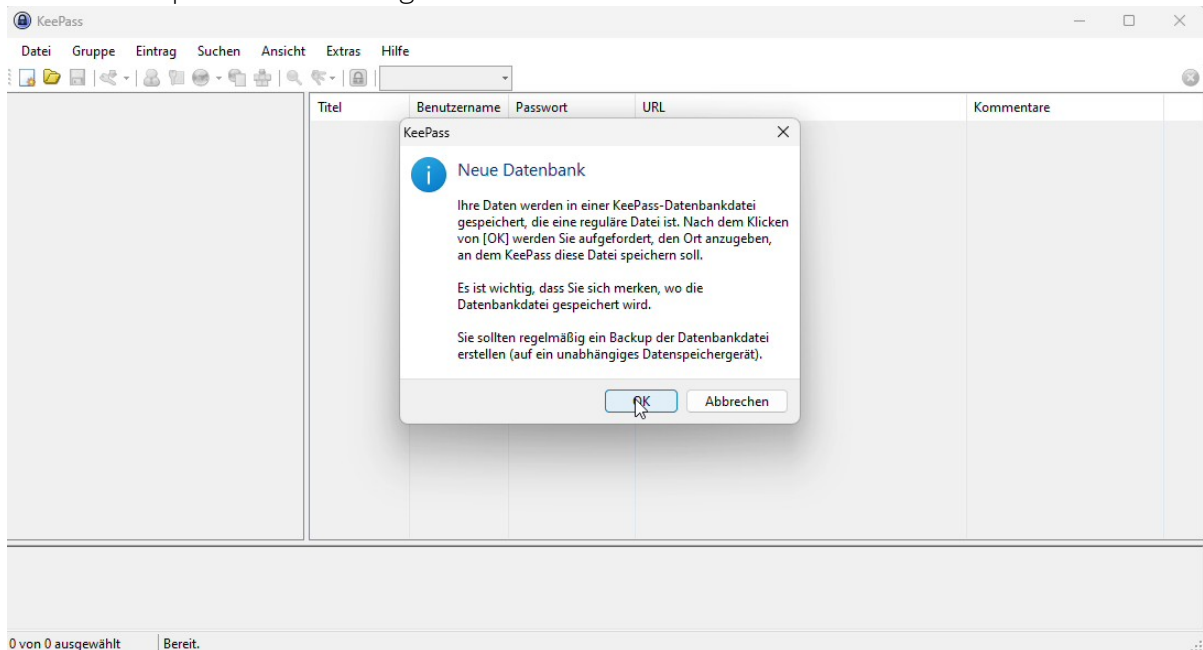 KeePass
Datei Gruppe Eintrag Suchen Ansicht Extras Hilfe
Titel Benutzername Passwort URL Kommentare
KeePass
Neue Datenbank
Ihre Daten werden in einer KeePass-Datenbankdatei
gespeichert, die eine reguläre Datei ist. Nach dem Klicken
von [OK] werden Sie aufgefordert, den Ort anzugeben,
an dem KeePass diese Datei speichern soll.
Es ist wichtig, dass Sie sich merken, wo die
Datenbankdatei gespeichert wird.
Sie sollten regelmäßig ein Backup der Datenbankdatei
erstellen (auf ein unabhängiges Datenspeichergerät).
OK Abbrechen
0 von 0 ausgewählt Bereit.